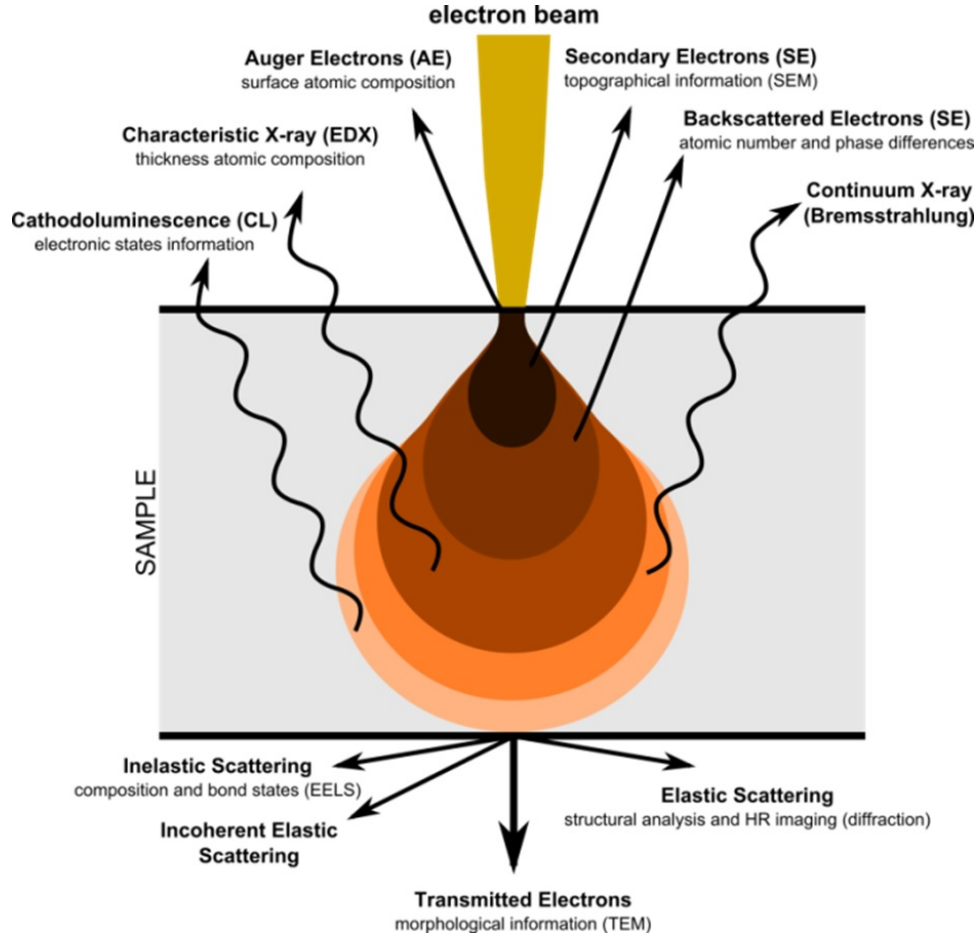 electron beam
Auger Electrons (AE)
surface atomic composition
Secondary Electrons (SE)
topographical information (SEM)
Characteristic X-ray (EDX)
thickness atomic composition
Backscattered Electrons (SE)
atomic number and phase differences
Cathodoluminescence (CL)
electronic states information
Continuum X-ray
(Bremsstrahlung)
SAMPLE
Inelastic Scattering
composition and bond states (EELS)
Incoherent Elastic
Scattering
Elastic Scattering
structural analysis and HR imaging (diffraction)
Transmitted Electrons
morphological information (TEM)